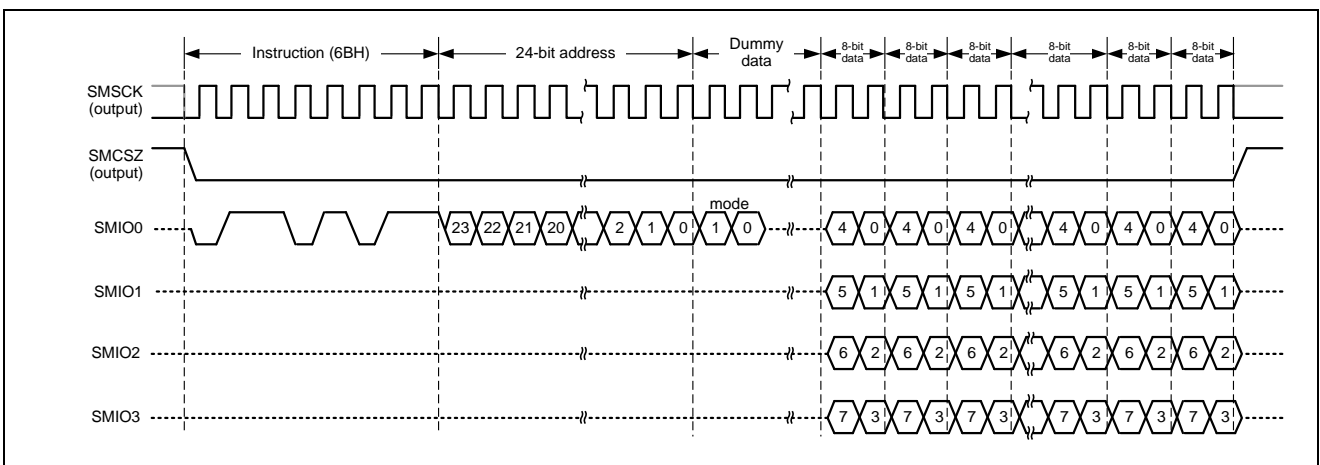 Instruction (6BH) 24-bit address Dummy data 8-bit data 8-bit data 8-bit data 8-bit data 8-bit data 8-bit data
SMSCK
(output)
SMCSZ
(output)
mode
SMIO0 23 22 21 20 2 1 0 1 0 4 0 4 0 4 0 4 0 4 0 4 0
SMIO1 5 1 5 1 5 1 5 1 5 1 5 1
SMIO2 6 2 6 2 6 2 6 2 6 2 6 2
SMIO3 7 3 7 3 7 3 7 3 7 3 7 3